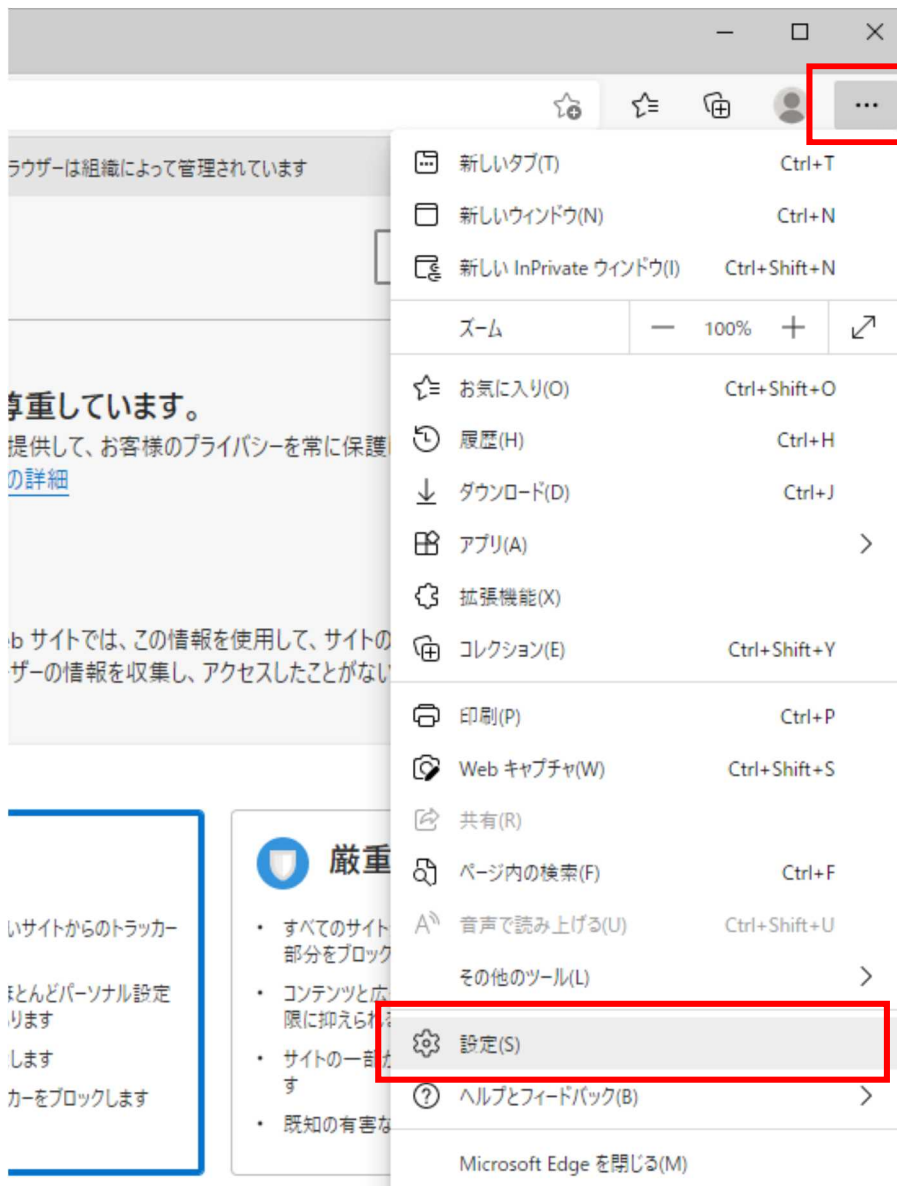 ラウザーは組織によって管理されています
尊重しています。
提供して、お客様のプライバシーを常に保護
の詳細
eb サイトでは、この情報を使用して、サイトの
ーザーの情報を収集し、アクセスしたことがない
いサイトからのトラッカー
ほとんどパーソナル設定
ります
します
カーをブロックします
厳重
• すべてのサイト
部分をブロック
• コンテンツと広
限に抑えられ
• サイトの一部が
す
• 既知の有害な
新しいタブ(T) Ctrl+T
新しいウィンドウ(N) Ctrl+N
新しい InPrivate ウィンドウ(I) Ctrl+Shift+N
ズーム — 100% +
お気に入り(O) Ctrl+Shift+O
履歴(H) Ctrl+H
ダウンロード(D) Ctrl+J
アプリ(A)
拡張機能(X)
コレクション(E) Ctrl+Shift+Y
印刷(P) Ctrl+P
Web キャプチャ(W) Ctrl+Shift+S
共有(R)
ページ内の検索(F) Ctrl+F
音声で読み上げる(U) Ctrl+Shift+U
その他のツール(L)
設定(S)
ヘルプとフィードバック(B)
Microsoft Edge を閉じる(M)